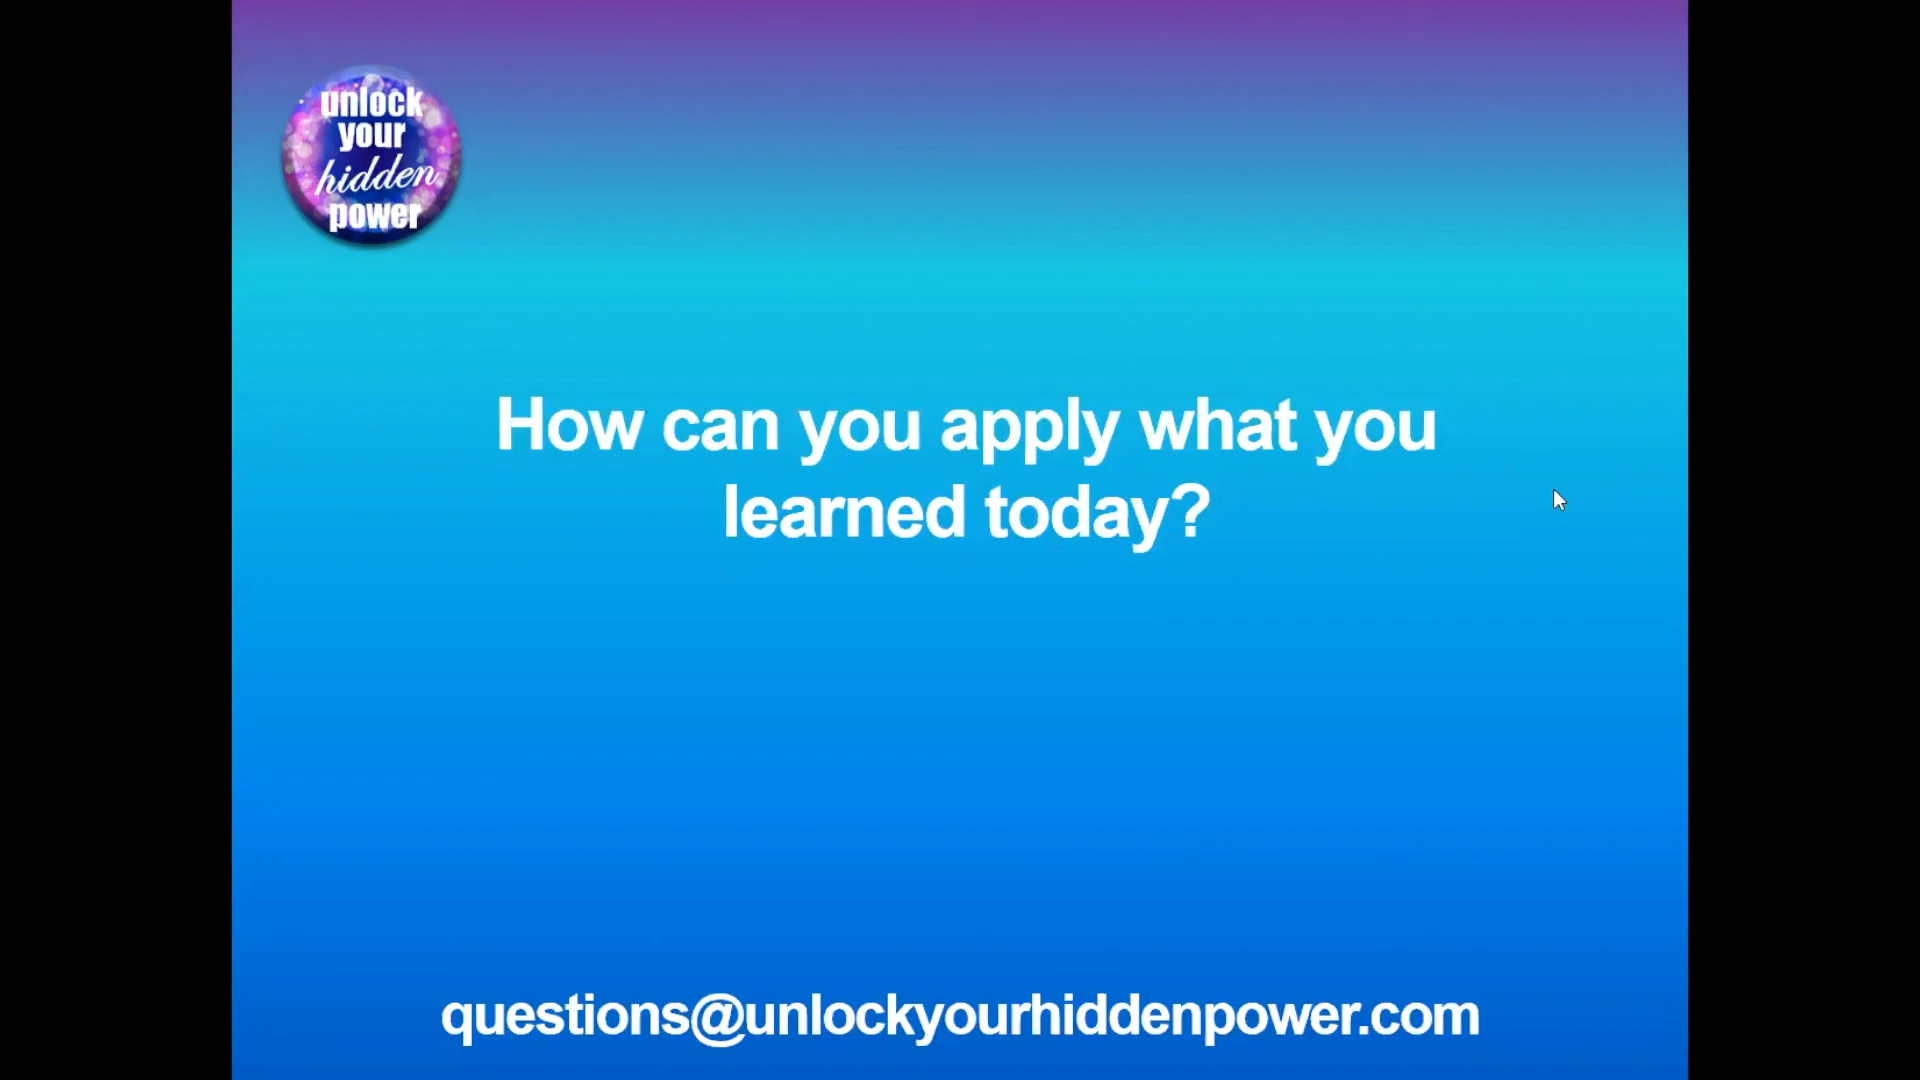 unlock
your
hidden
power
How can you apply what you
learned today?
questions@unlockyourhiddenpower.com